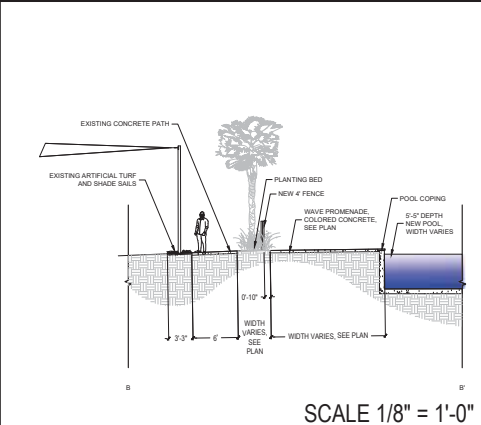 EXISTING CONCRETE PATH
EXISTING ARTIFICIAL TURF
AND SHADE SAILS
PLANTING BED
NEW 4' FENCE
WAVE PROMENADE,
COLORED CONCRETE,
SEE PLAN
POOL COPING
5'-5" DEPTH
NEW POOL,
WIDTH VARIES
0'-10"
3'-3"
6'
WIDTH
VARIES,
SEE
PLAN
WIDTH VARIES, SEE PLAN
B
B'
SCALE 1/8" = 1'-0"